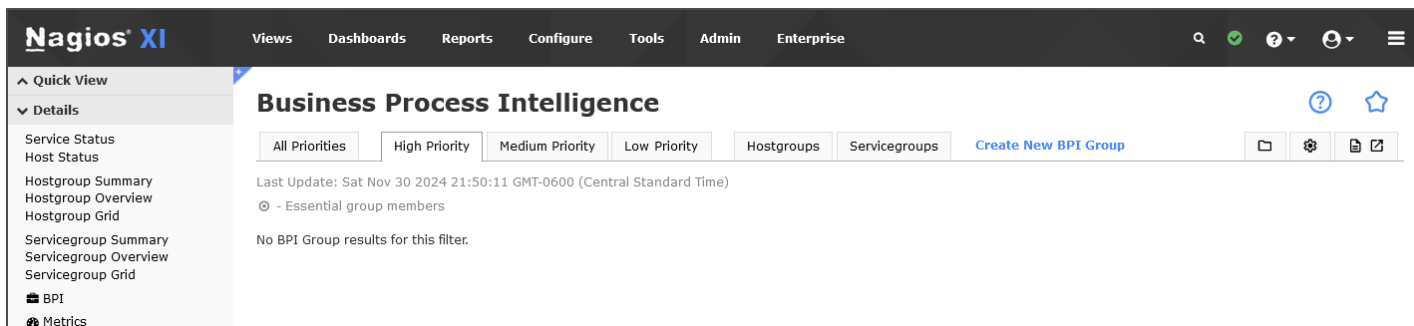 Nagios® XI
Views Dashboards Reports Configure Tools Admin Enterprise
Quick View
Details
Service Status
Host Status
Hostgroup Summary
Hostgroup Overview
Hostgroup Grid
Servicegroup Summary
Servicegroup Overview
Servicegroup Grid
BPI
Metrics
Business Process Intelligence
All Priorities High Priority Medium Priority Low Priority Hostgroups Servicegroups Create New BPI Group
Last Update: Sat Nov 30 2024 21:50:11 GMT-0600 (Central Standard Time)
- Essential group members
No BPI Group results for this filter.